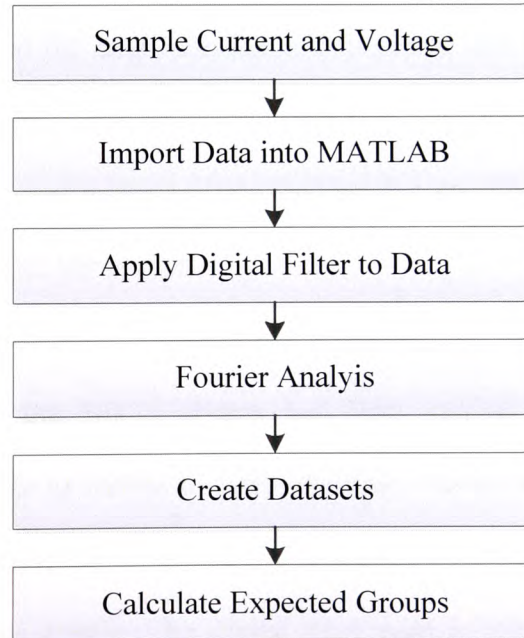 Sample Current and Voltage
Import Data into MATLAB
Apply Digital Filter to Data
Fourier Analyis
Create Datasets
Calculate Expected Groups